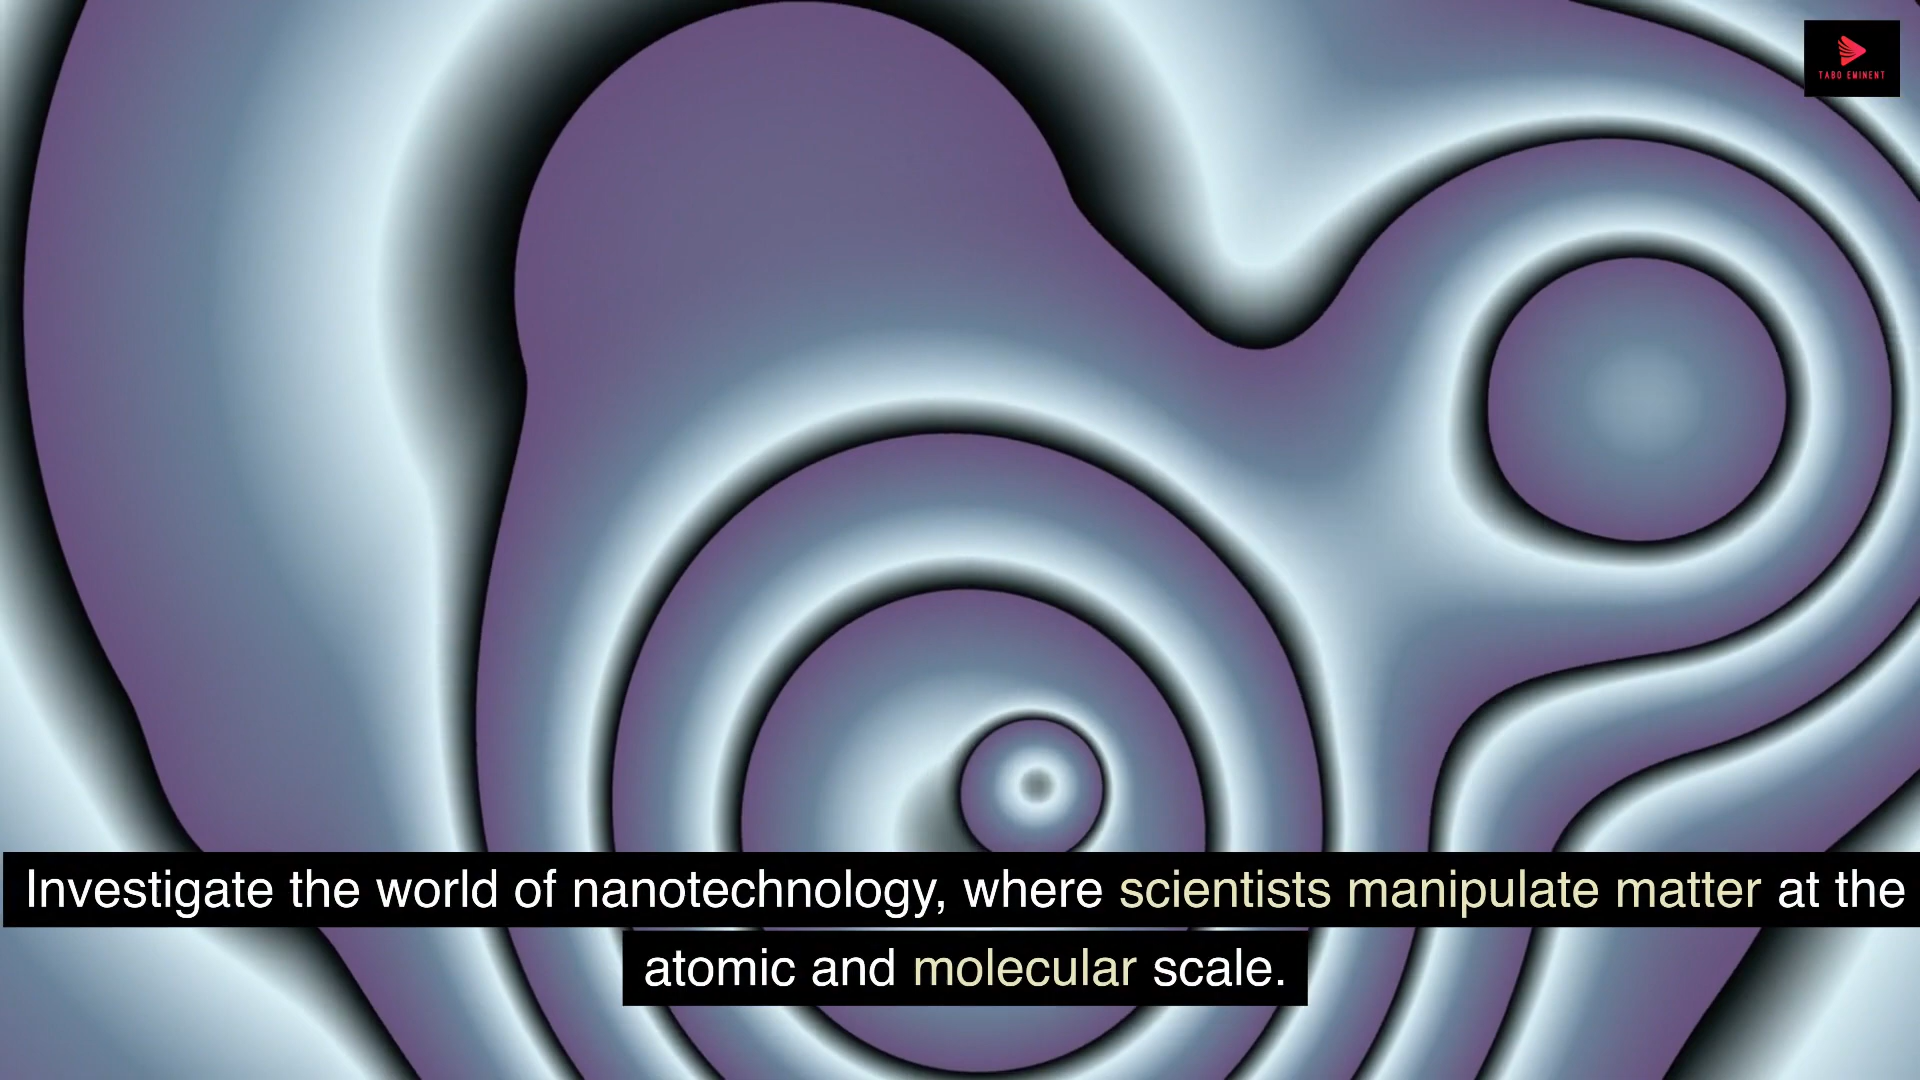 TABO EMINENT
Investigate the world of nanotechnology, where scientists manipulate matter at the
atomic and molecular scale.